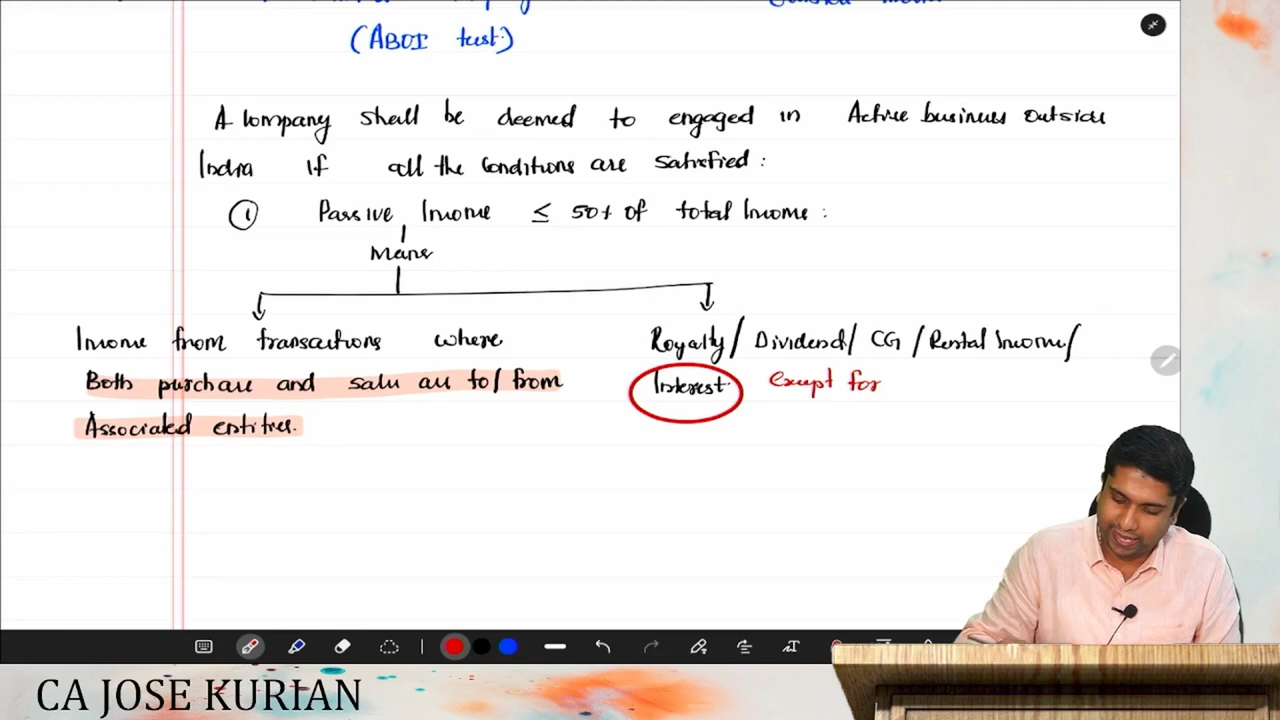 (ABOI test)
A Company shall be deemed to engaged in Active business outside
India if all the conditions are satisfied:
① Passive Income ≤ 50% of total Income:
Means
Income from transactions where
Both purchase and sale are to/from
Associated entities.
Royalty/ Dividend/ CG / Rental Income/
Interest. Except for
CA JOSE KURIAN